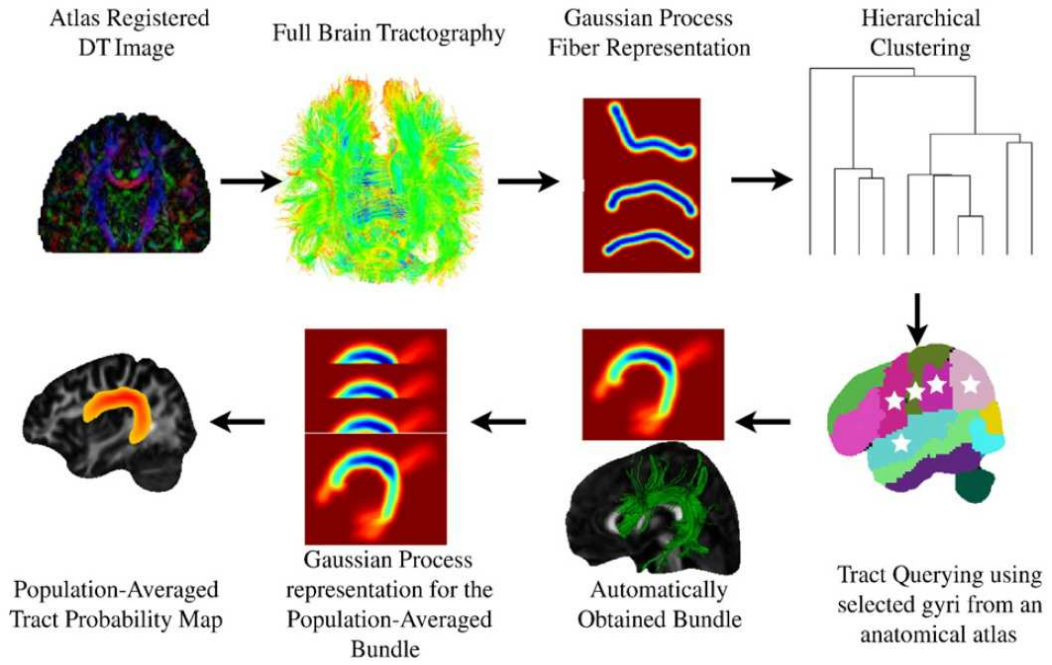 Atlas Registered
DT Image
Full Brain Tractography
Gaussian Process
Fiber Representation
Hierarchical
Clustering
Population-Averaged
Tract Probability Map
Gaussian Process
representation for the
Population-Averaged
Bundle
Automatically
Obtained Bundle
Tract Querying using
selected gyri from an
anatomical atlas